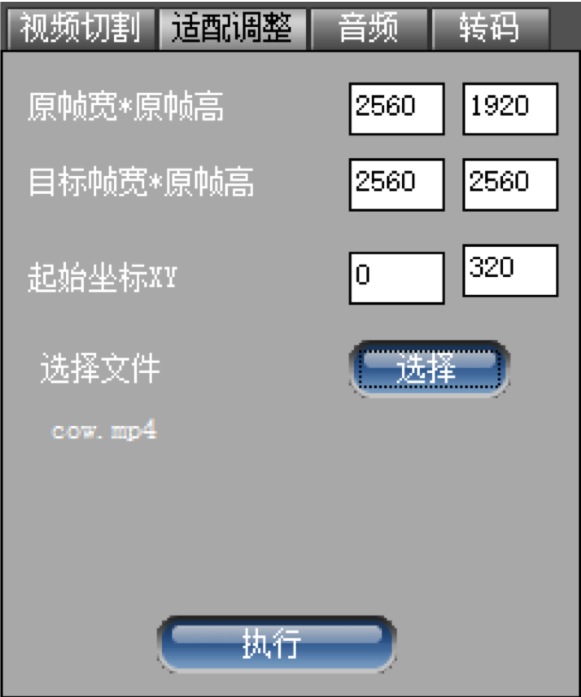 视频切割 适配调整 音频 转码
原帧宽*原帧高 2560 1920
目标帧宽*原帧高 2560 2560
起始坐标XY 0 320
选择文件 选择
cow.mp4
执行